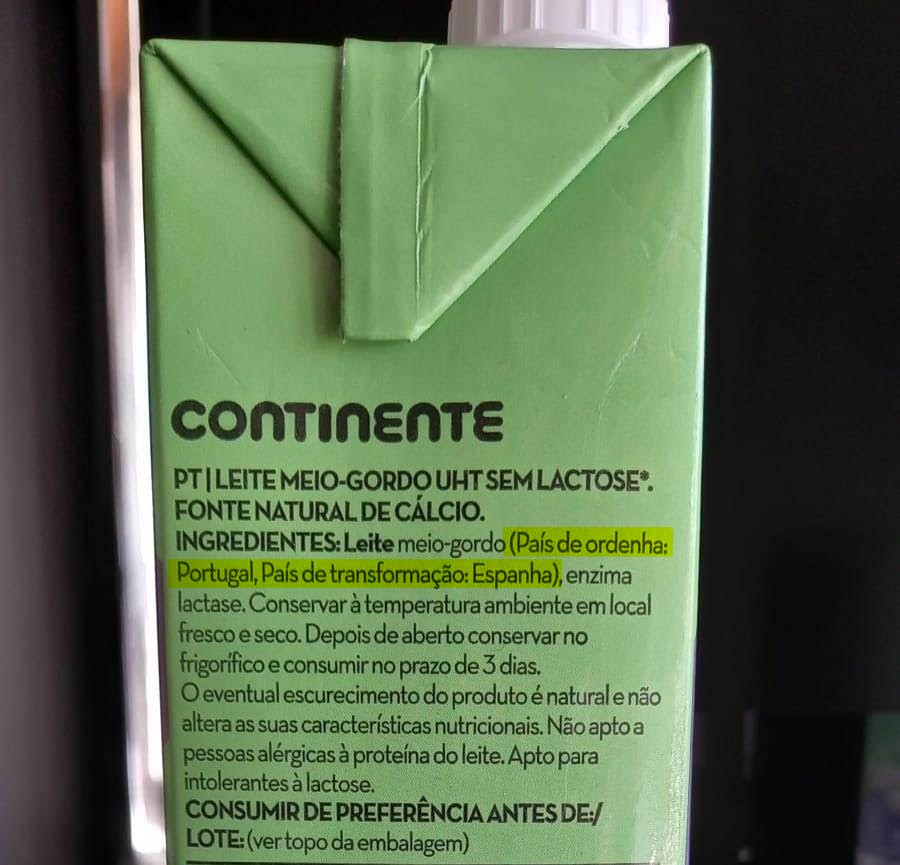 CONTINENTE
PT | LEITE MEIO-GORDO UHT SEM LACTOSE*.
FONTE NATURAL DE CÁLCIO.
INGREDIENTES: Leite meio-gordo (País de ordenha:
Portugal, País de transformação: Espanha), enzima
lactase. Conservar à temperatura ambiente em local
fresco e seco. Depois de aberto conservar no
frigorífico e consumir no prazo de 3 dias.
O eventual escurecimento do produto é natural e não
altera as suas características nutricionais. Não apto a
pessoas alérgicas à proteína do leite. Apto para
intolerantes à lactose.
CONSUMIR DE PREFERÊNCIA ANTES DE:/
LOTE: (ver topo da embalagem)